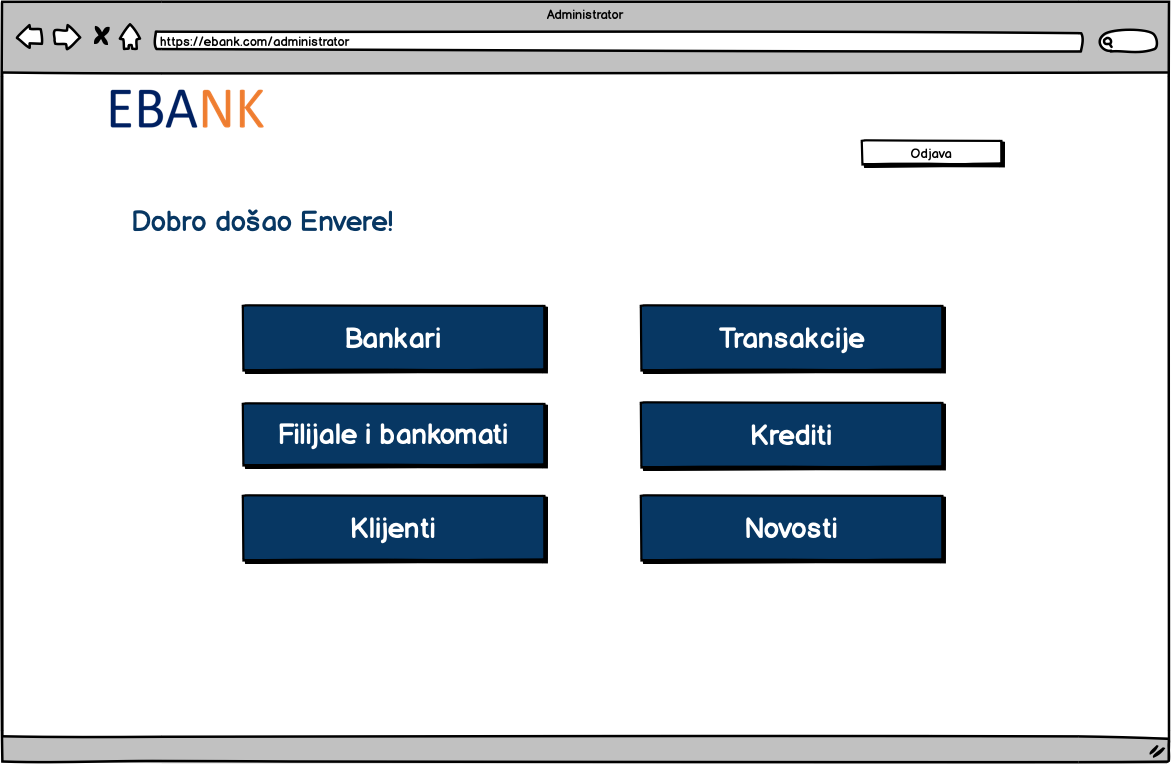 Administrator
https://ebank.com/administrator
EBANK
Odjava
Dobro došao Envere!
Bankari
Transakcije
Filijale i bankomati
Krediti
Klijenti
Novosti